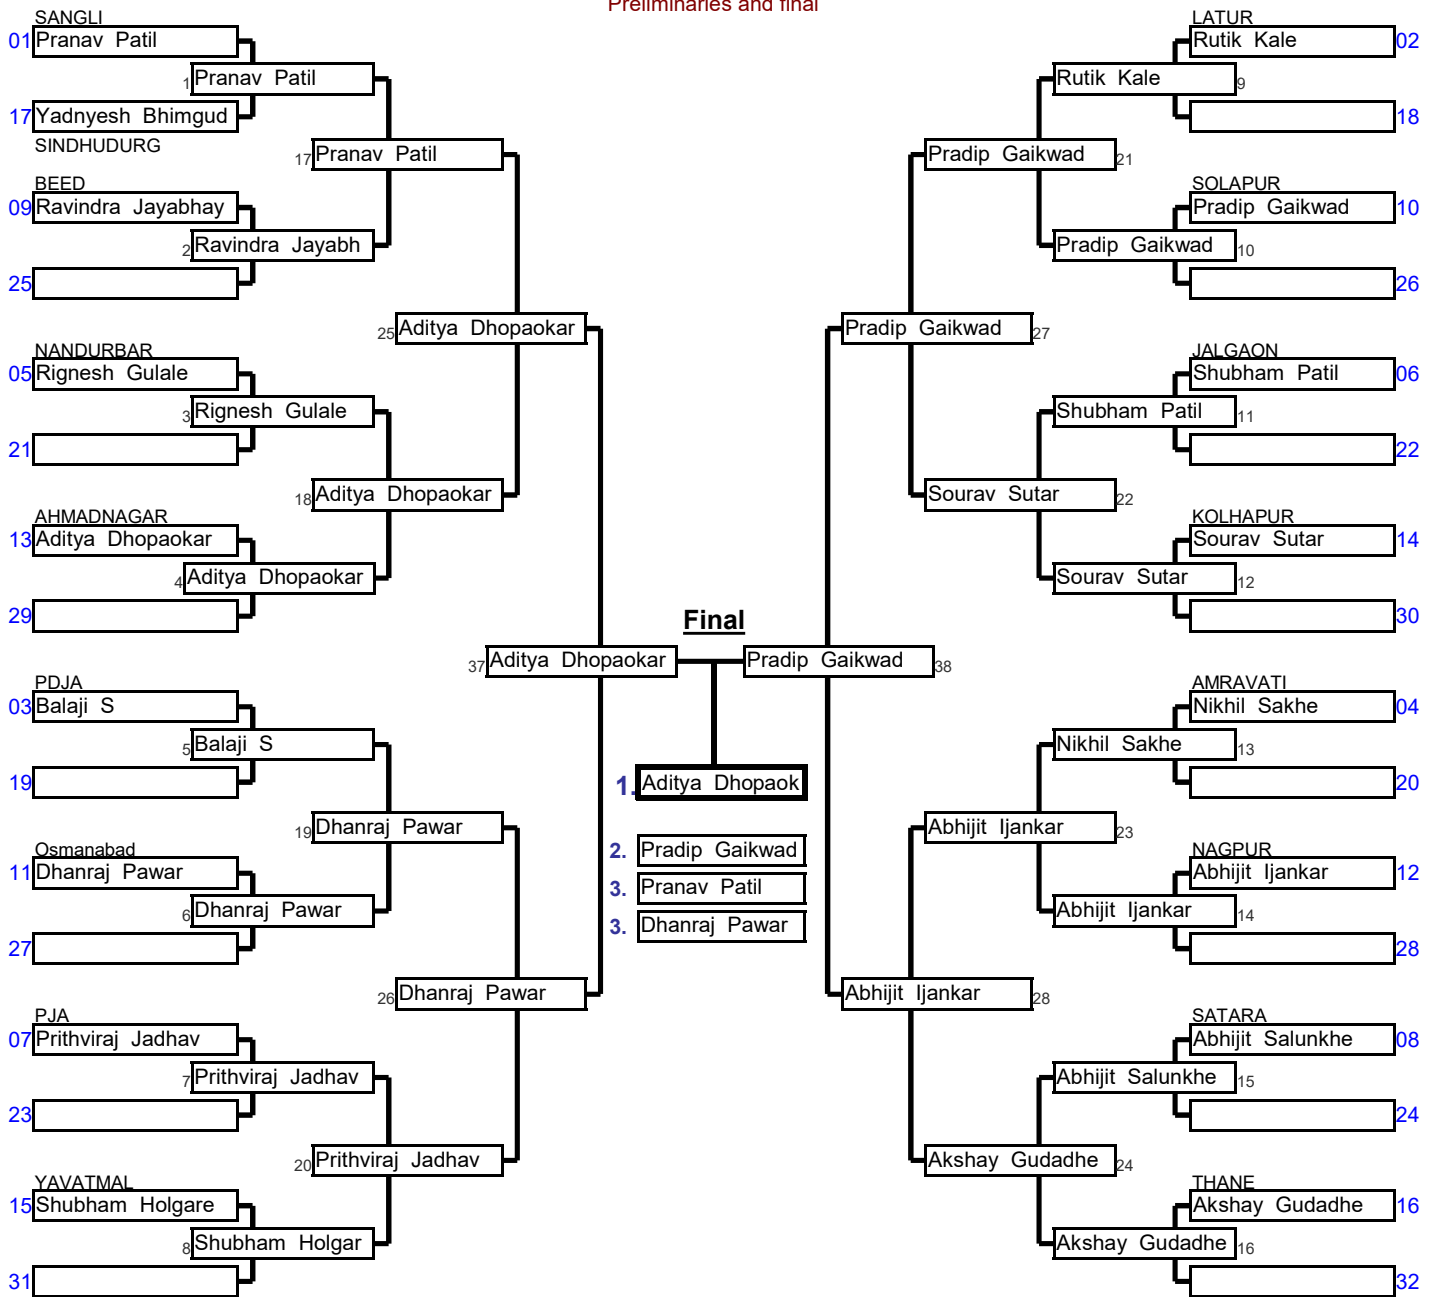 Preliminaries and final
SANGLI
01 Pranav Patil
1 Pranav Patil
17 Yadnyesh Bhimgud
SINDHUDURG
17 Pranav Patil
BEED
09 Ravindra Jayabhay
2 Ravindra Jayabh
25
25 Aditya Dhopaokar
NANDURBAR
05 Rignesh Gulale
3 Rignesh Gulale
21
18 Aditya Dhopaokar
AHMADNAGAR
13 Aditya Dhopaokar
4 Aditya Dhopaokar
29
37 Aditya Dhopaokar
PDJA
03 Balaji S
5 Balaji S
19
19 Dhanraj Pawar
Osmanabad
11 Dhanraj Pawar
6 Dhanraj Pawar
27
26 Dhanraj Pawar
PJA
07 Prithviraj Jadhav
7 Prithviraj Jadhav
23
20 Prithviraj Jadhav
YAVATMAL
15 Shubham Holgare
8 Shubham Holgar
31
Final
1. Aditya Dhopaok
2. Pradip Gaikwad
3. Pranav Patil
3. Dhanraj Pawar
LATUR
Rutik Kale 02
Rutik Kale 9
18
Pradip Gaikwad 21
SOLAPUR
Pradip Gaikwad 10
Pradip Gaikwad 10
26
Pradip Gaikwad 27
JALGAON
Shubham Patil 06
Shubham Patil 11
22
Sourav Sutar 22
KOLHAPUR
Sourav Sutar 14
Sourav Sutar 12
30
Pradip Gaikwad 38
AMRAVATI
Nikhil Sakhe 04
Nikhil Sakhe 13
20
Abhijit Ijankar 23
NAGPUR
Abhijit Ijankar 12
Abhijit Ijankar 14
28
Abhijit Ijankar 28
SATARA
Abhijit Salunkhe 08
Abhijit Salunkhe 15
24
Akshay Gudadhe 24
THANE
Akshay Gudadhe 16
Akshay Gudadhe 16
32